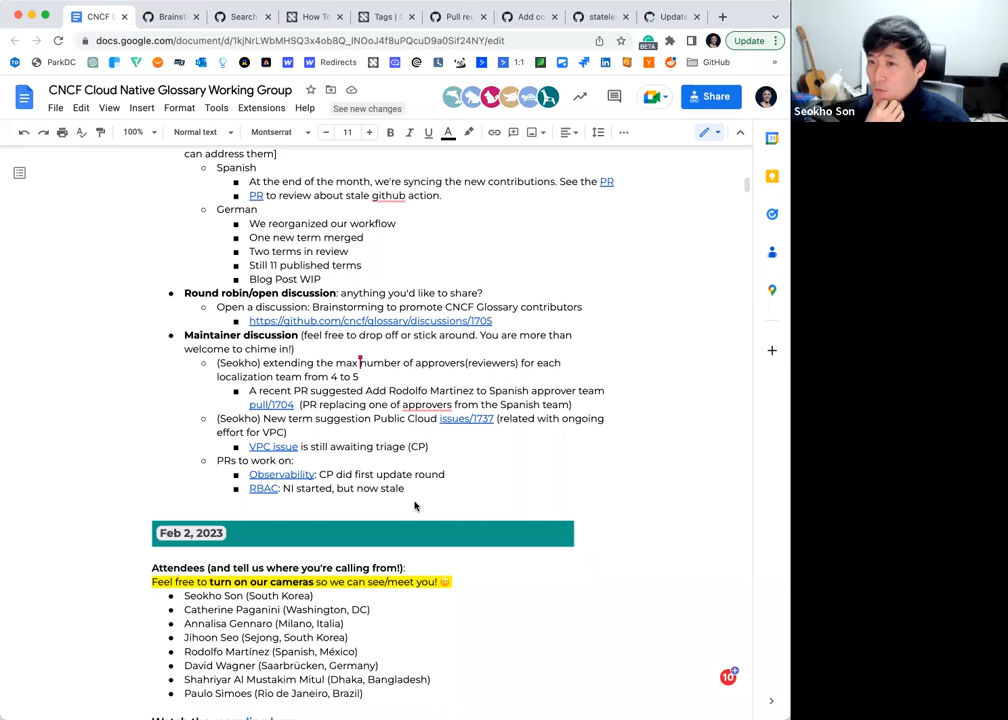 CNCF C
Brainst
Search
How To
Tags | C
Pull rec
Add co
statele
Update
docs.google.com/document/d/1kjNrLWbMHSQ3x4ob8Q_lNOoJ4f8uPQcuD9a0Sif24NY/edit
BETA
Update
ParkDC
Redirects
1:1
GitHub
CNCF Cloud Native Glossary Working Group
File Edit View Insert Format Tools Extensions Help
See new changes
Share
100% Normal text Montserrat 11
can address them]
Spanish
At the end of the month, we're syncing the new contributions. See the PR
PR to review about stale github action.
German
We reorganized our workflow
One new term merged
Two terms in review
Still 11 published terms
Blog Post WIP
Round robin/open discussion: anything you'd like to share?
Open a discussion: Brainstorming to promote CNCF Glossary contributors
https://github.com/cncf/glossary/discussions/1705
Maintainer discussion (feel free to drop off or stick around. You are more than
welcome to chime in!)
(Seokho) extending the max number of approvers(reviewers) for each
localization team from 4 to 5
A recent PR suggested Add Rodolfo Martinez to Spanish approver team
pull/1704 (PR replacing one of approvers from the Spanish team)
(Seokho) New term suggestion Public Cloud issues/1737 (related with ongoing
effort for VPC)
VPC issue is still awaiting triage (CP)
PRs to work on:
Observability: CP did first update round
RBAC: NI started, but now stale
Feb 2, 2023
Attendees (and tell us where you're calling from!):
Feel free to turn on our cameras so we can see/meet you! 🙂
Seokho Son (South Korea)
Catherine Paganini (Washington, DC)
Annalisa Gennaro (Milano, Italia)
Jihoon Seo (Sejong, South Korea)
Rodolfo Martínez (Spanish, México)
David Wagner (Saarbrücken, Germany)
Shahriyar Al Mustakim Mitul (Dhaka, Bangladesh)
Paulo Simoes (Rio de Janeiro, Brazil)
10
Seokho Son